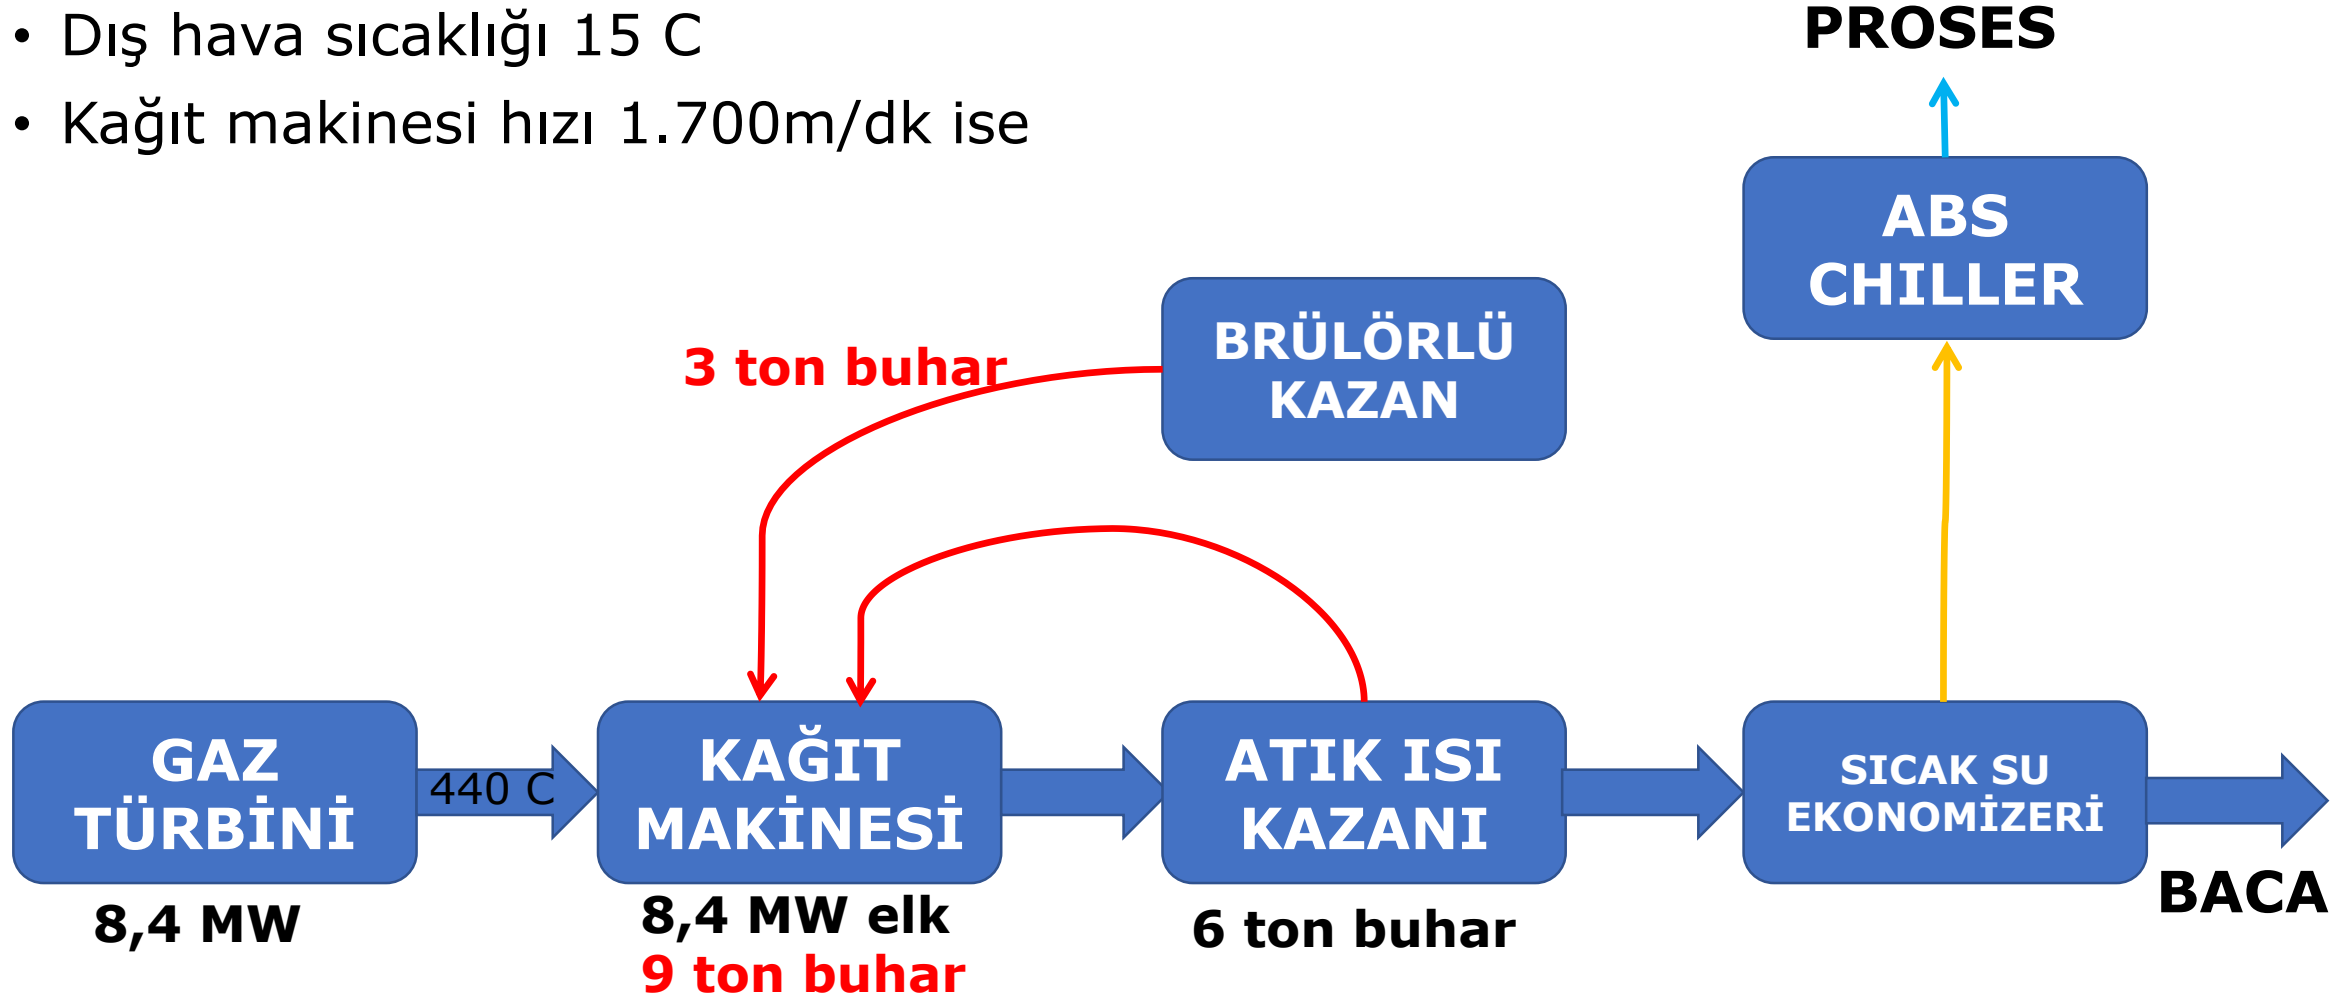 • Dış hava sıcaklığı 15 C
• Kağıt makinesi hızı 1.700m/dk ise
PROSES
ABS
CHILLER
BRÜLÖRLÜ
KAZAN
3 ton buhar
GAZ
TÜRBİNİ
440 C
KAĞIT
MAKİNESİ
ATIK ISI
KAZANI
SICAK SU
EKONOMİZERİ
8,4 MW
8,4 MW elk
9 ton buhar
6 ton buhar
BACA